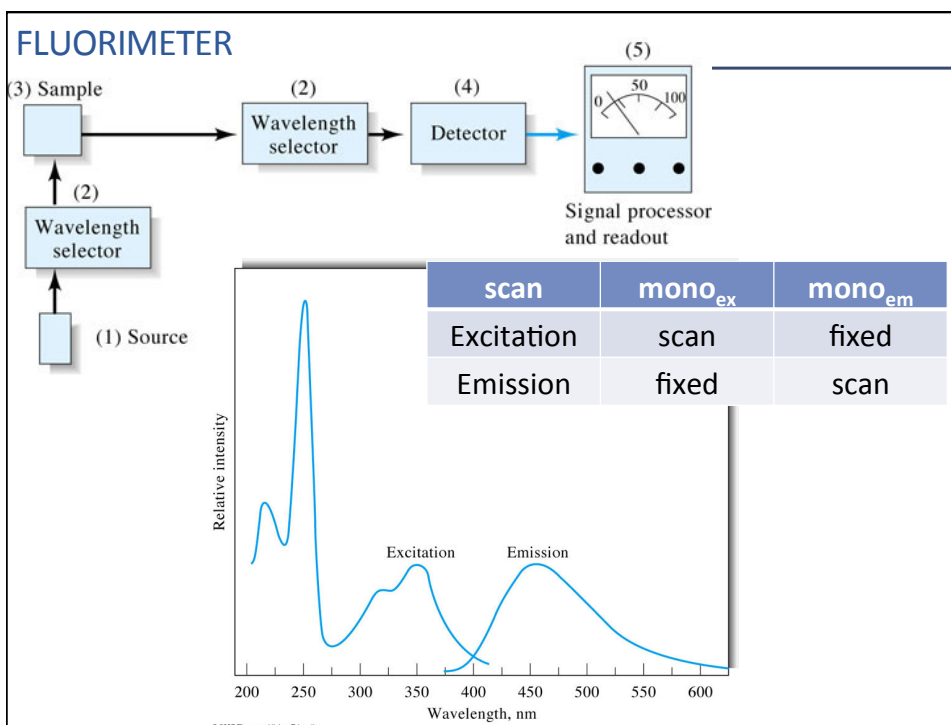 FLUORIMETER
(3) Sample
(2)
Wavelength
selector
(4)
Detector
(5)
0 50 100
Signal processor
and readout
(2)
Wavelength
selector
(1) Source
scan mono_ex mono_em
Excitation scan fixed
Emission fixed scan
Relative intensity
Excitation Emission
200 250 300 350 400 450 500 550 600
Wavelength, nm